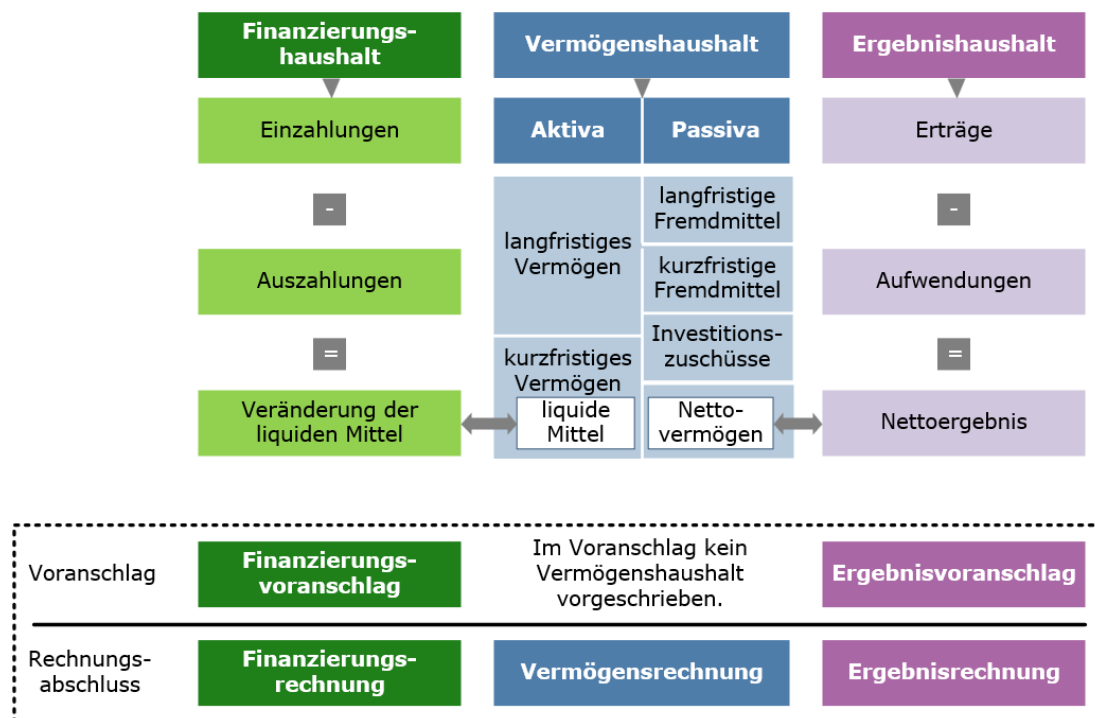 Finanzierungs-
haushalt
Vermögenshaushalt
Ergebnishaushalt
Einzahlungen
Aktiva
Passiva
Erträge
-
-
langfristiges
Vermögen
langfristige
Fremdmittel
kurzfristige
Fremdmittel
Auszahlungen
Aufwendungen
Investitions-
zuschüsse
=
=
kurzfristiges
Vermögen
liquide
Mittel
Netto-
vermögen
Veränderung der
liquiden Mittel
Nettoergebnis
Voranschlag
Finanzierungs-
voranschlag
Im Voranschlag kein
Vermögenshaushalt
vorgeschrieben.
Ergebnisvoranschlag
Rechnungs-
abschluss
Finanzierungs-
rechnung
Vermögensrechnung
Ergebnisrechnung